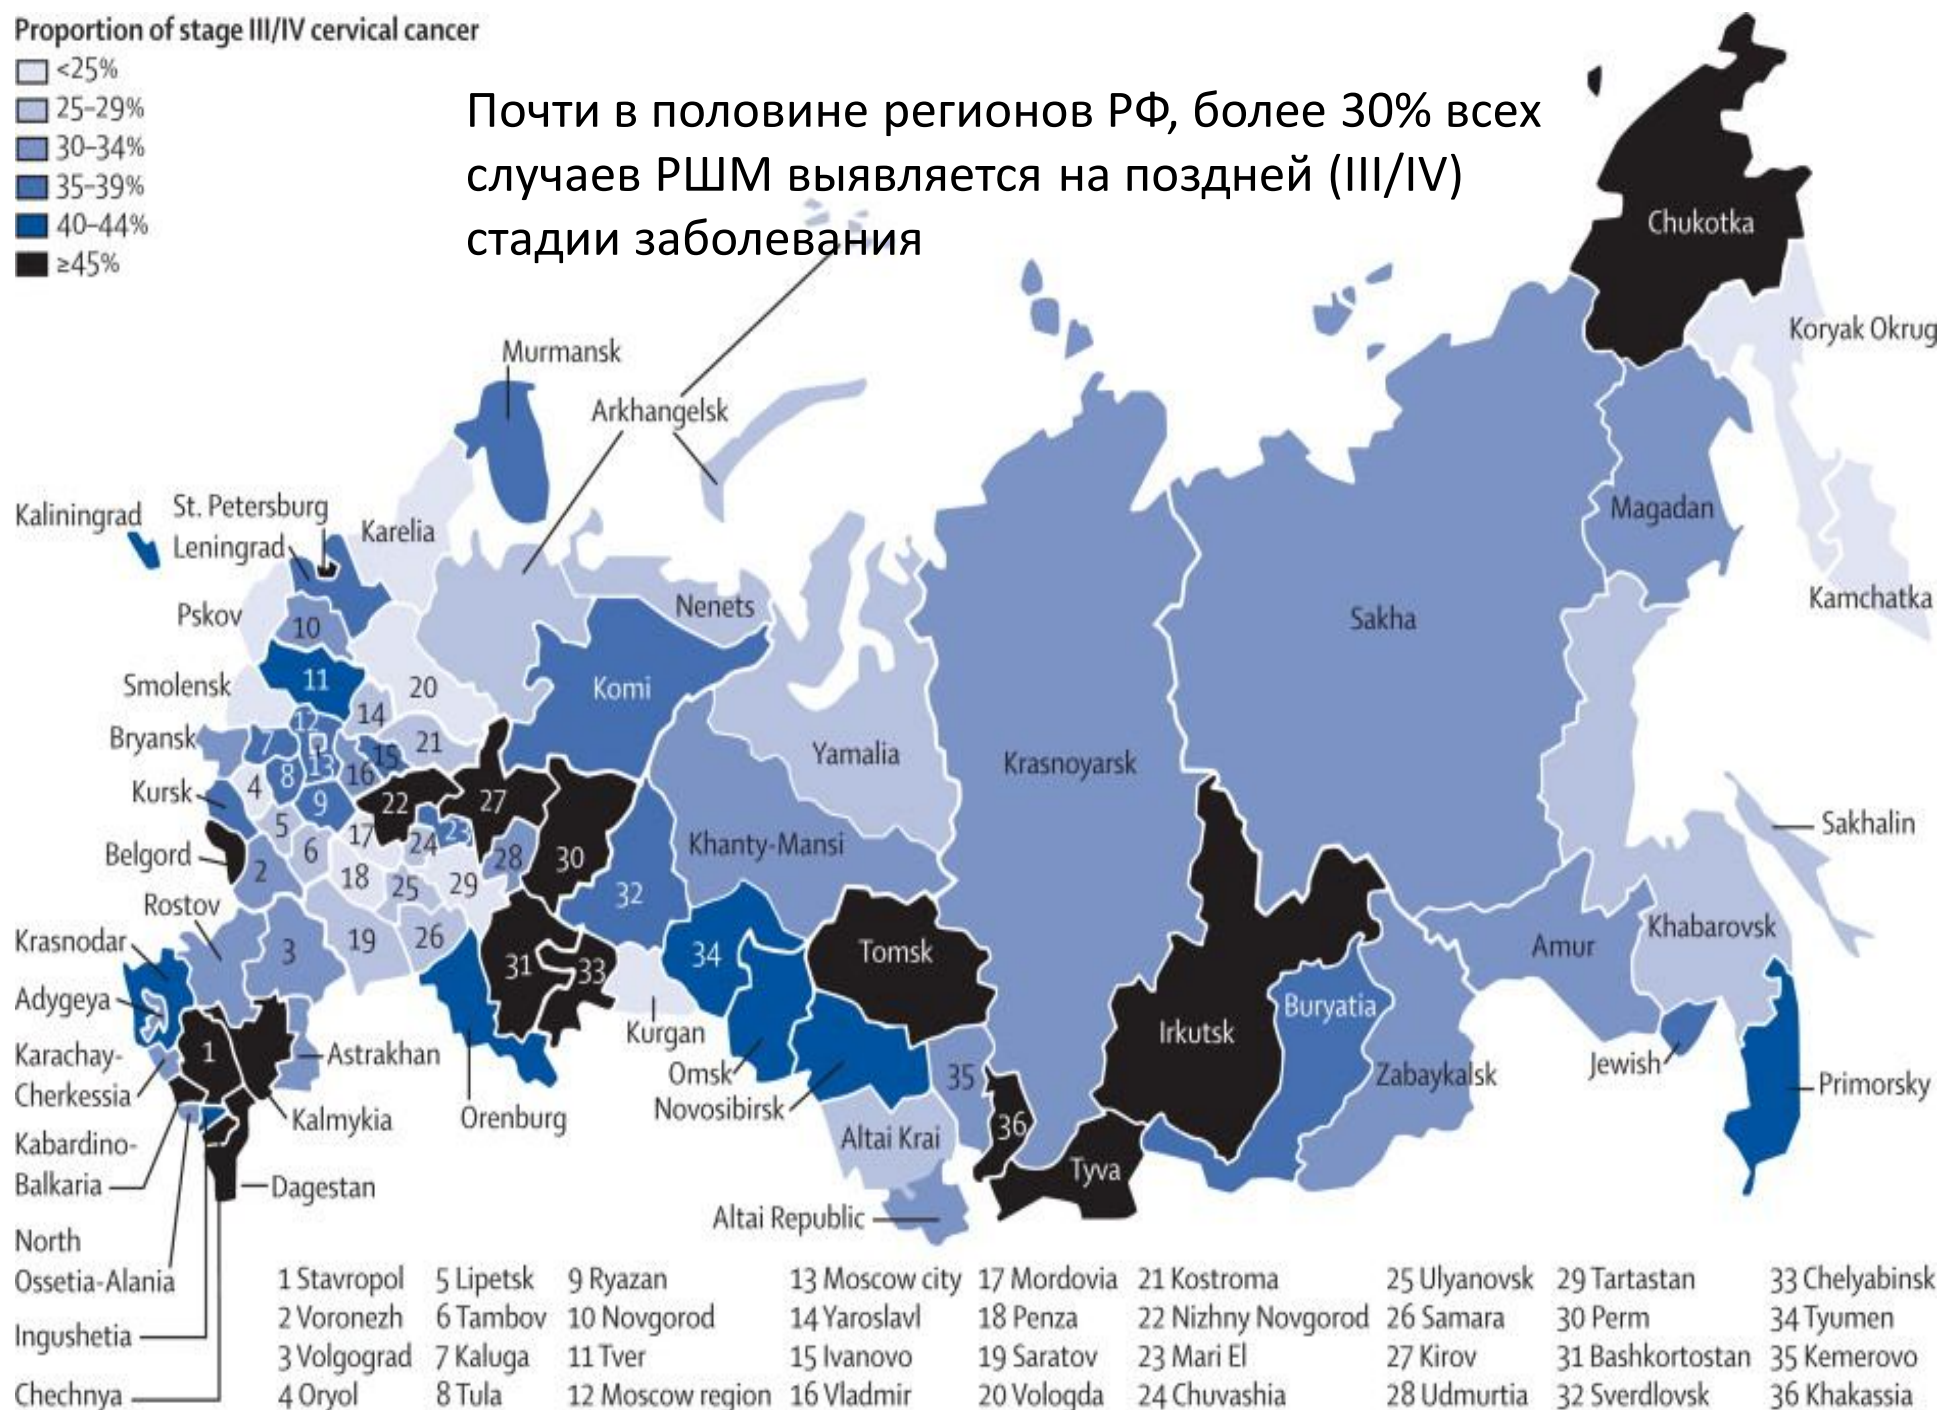 Proportion of stage III/IV cervical cancer
<25%
25–29%
30–34%
35–39%
40–44%
≥45%
Почти в половине регионов РФ, более 30% всех
случаев РШМ выявляется на поздней (III/IV)
стадии заболевания
Chukotka
Koryak Okrug
Murmansk
Arkhangelsk
Kaliningrad
St. Petersburg
Leningrad
Karelia
Magadan
Kamchatka
Pskov
10
Nenets
Sakha
Smolensk
11
20
Komi
14
Bryansk
12
7
21
Yamalia
Krasnoyarsk
13
15
16
8
4
Kursk
9
22
27
Sakhalin
5
17
24
23
Khanty-Mansi
Belgord
6
28
30
2
18
25
29
32
Rostov
Krasnodar
3
19
26
34
Tomsk
Amur
Khabarovsk
31
33
Adygeya
Kurgan
Buryatia
Irkutsk
Karachay-
Cherkessia
1
Astrakhan
Omsk
35
Zabaykalsk
Jewish
Primorsky
Novosibirsk
Kalmykia
Orenburg
36
Altai Krai
Kabardino-
Balkaria
Tyva
Dagestan
Altai Republic
North
Ossetia-Alania
Ingushetia
Chechnya
1 Stavropol
2 Voronezh
3 Volgograd
4 Oryol
5 Lipetsk
6 Tambov
7 Kaluga
8 Tula
9 Ryazan
10 Novgorod
11 Tver
12 Moscow region
13 Moscow city
14 Yaroslavl
15 Ivanovo
16 Vladmir
17 Mordovia
18 Penza
19 Saratov
20 Vologda
21 Kostroma
22 Nizhny Novgorod
23 Mari El
24 Chuvashia
25 Ulyanovsk
26 Samara
27 Kirov
28 Udmurtia
29 Tartastan
30 Perm
31 Bashkortostan
32 Sverdlovsk
33 Chelyabinsk
34 Tyumen
35 Kemerovo
36 Khakassia